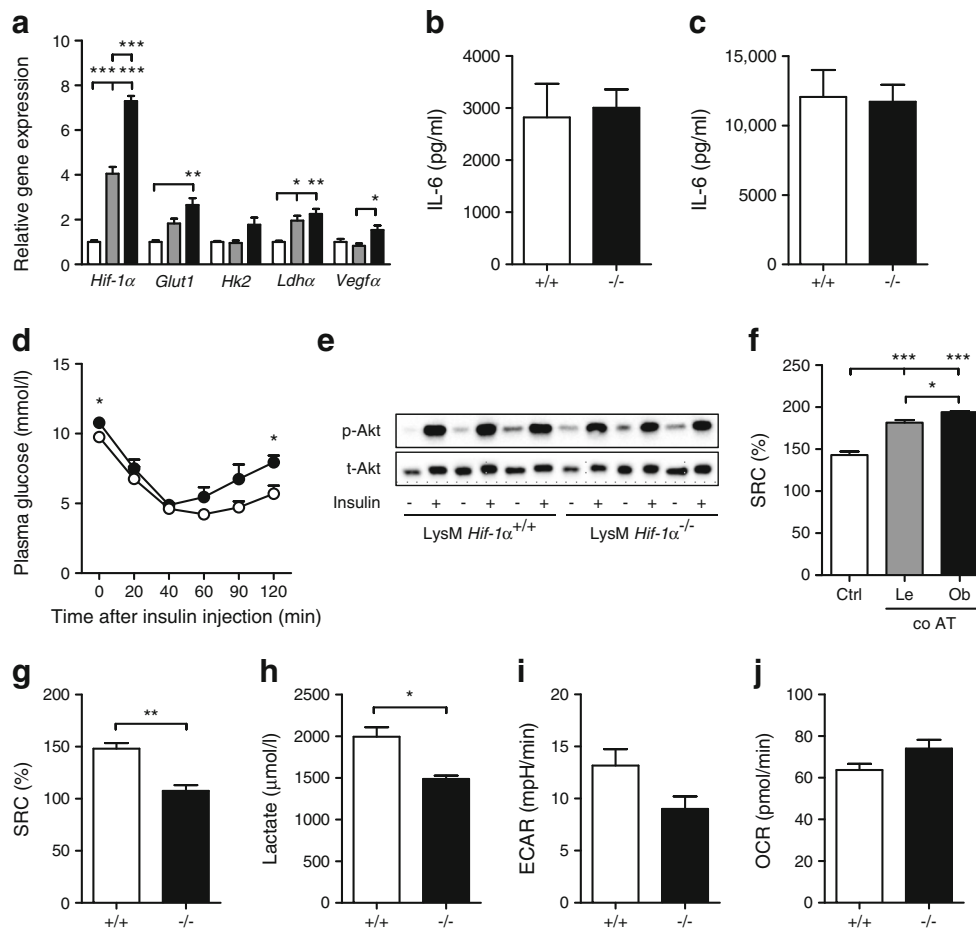 a
Relative gene expression
10
8
6
4
2
0
*** *** ***
**
* **
*
Hif-1α Glut1 Hk2 Ldhα Vegfα
b
IL-6 (pg/ml)
4000
3000
2000
1000
0
+/+ -/-
c
IL-6 (pg/ml)
15,000
10,000
5000
0
+/+ -/-
d
Plasma glucose (mmol/l)
15
10
5
0
*
*
0 20 40 60 90 120
Time after insulin injection (min)
e
p-Akt
t-Akt
Insulin - + - + - + - + - + - +
LysM Hif-1α+/+ LysM Hif-1α-/-
f
SRC (%)
250
200
150
100
50
0
*** ***
*
Ctrl Le Ob
co AT
g
SRC (%)
200
150
100
50
0
**
+/+ -/-
h
Lactate (μmol/l)
2500
2000
1500
1000
500
0
*
+/+ -/-
i
ECAR (mpH/min)
20
15
10
5
0
+/+ -/-
j
OCR (pmol/min)
100
80
60
40
20
0
+/+ -/-